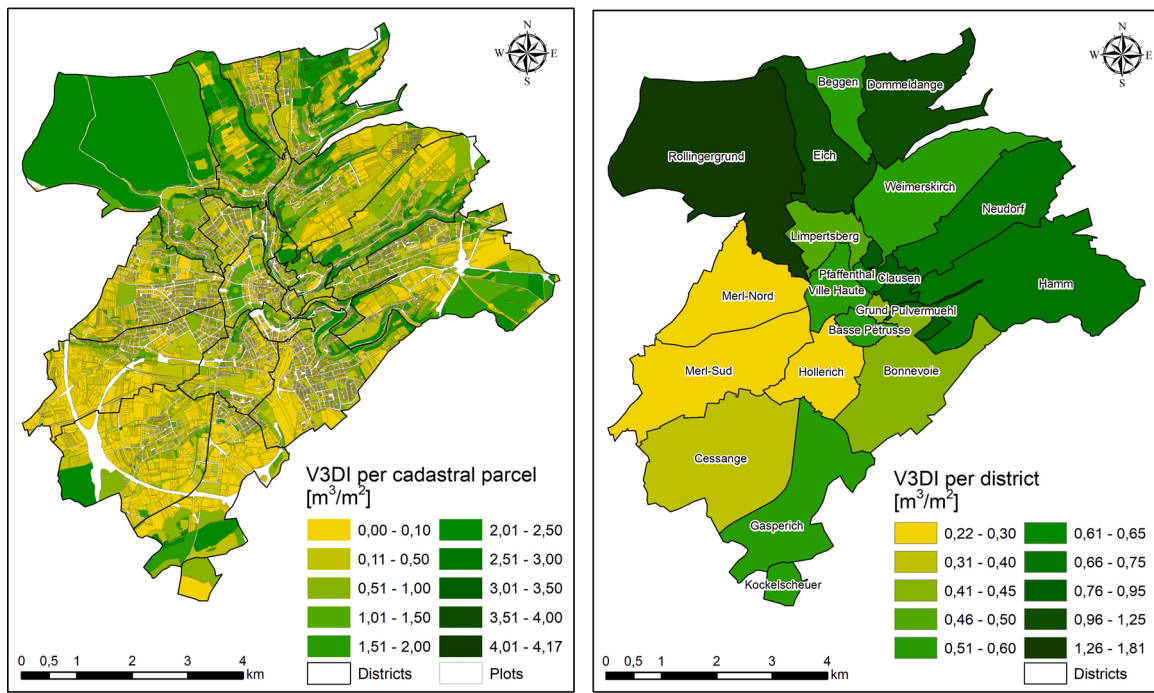 N
W E
S
V3DI per cadastral parcel
[m³/m²]
0,00 - 0,10
0,11 - 0,50
0,51 - 1,00
1,01 - 1,50
1,51 - 2,00
2,01 - 2,50
2,51 - 3,00
3,01 - 3,50
3,51 - 4,00
4,01 - 4,17
Districts
Plots
0 0,5 1 2 3 4
km
N
W E
S
Beggen
Dommeldange
Rollingergrund
Eich
Weimerskirch
Neudorf
Limpertsberg
Pfaffenthal
Clausen
Hamm
Merl-Nord
Ville Haute
Grund
Pulvermuehl
Basse Pétrusse
Merl-Sud
Hollerich
Bonnevoie
Cessange
Gasperich
Kockelscheuer
V3DI per district
[m³/m²]
0,22 - 0,30
0,31 - 0,40
0,41 - 0,45
0,46 - 0,50
0,51 - 0,60
0,61 - 0,65
0,66 - 0,75
0,76 - 0,95
0,96 - 1,25
1,26 - 1,81
Districts
0 0,5 1 2 3 4
km